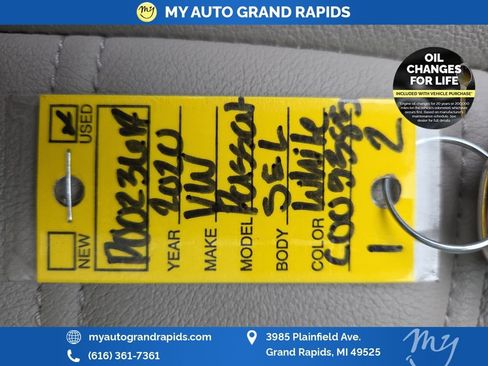 my
MY AUTO GRAND RAPIDS
OIL
CHANGES
FOR LIFE
INCLUDED WITH VEHICLE PURCHASE*
NEW
USED
YEAR 2020
MAKE VW
MODEL Passat
BODY SEL
COLOR White
1
2
myautograndrapids.com
(616) 361-7361
3985 Plainfield Ave.
Grand Rapids, MI 49525
my